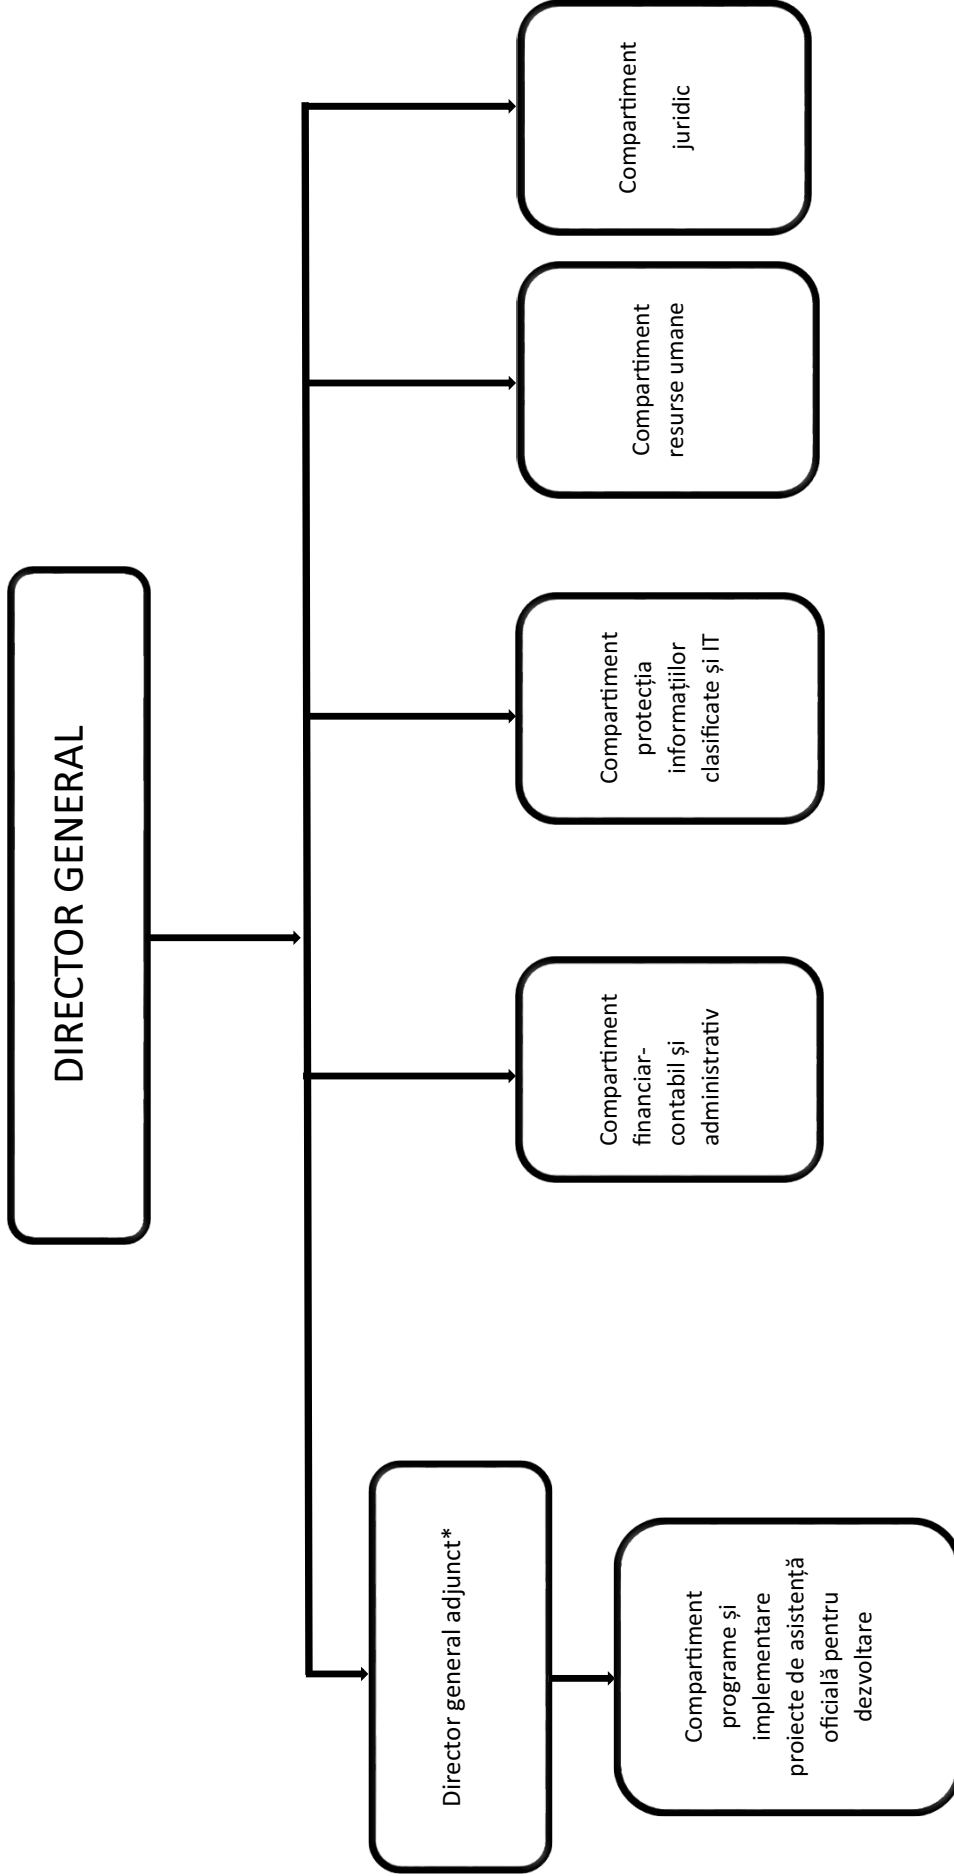 DIRECTOR GENERAL
Director general adjunct*
Compartiment
programe și
implementare
proiecte de asistență
oficială pentru
dezvoltare
Compartiment
financiar-
contabil și
administrativ
Compartiment
protecția
informațiilor
clasificate și IT
Compartiment
resurse umane
Compartiment
juridic